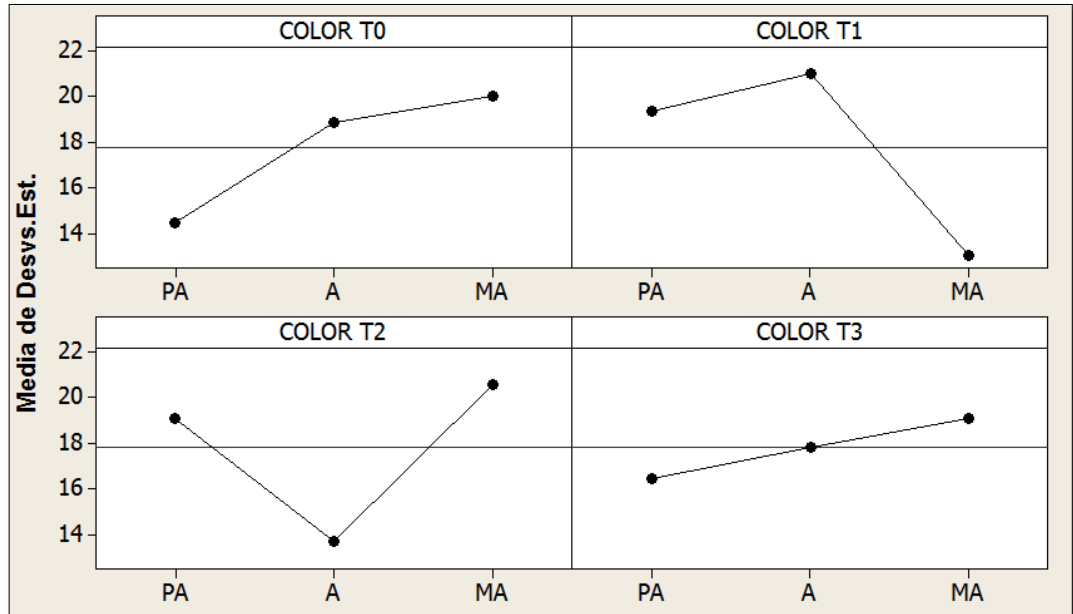 Media de Desvs.Est.
COLOR T0
COLOR T1
22
20
18
16
14
PA
A
MA
PA
A
MA
COLOR T2
COLOR T3
22
20
18
16
14
PA
A
MA
PA
A
MA